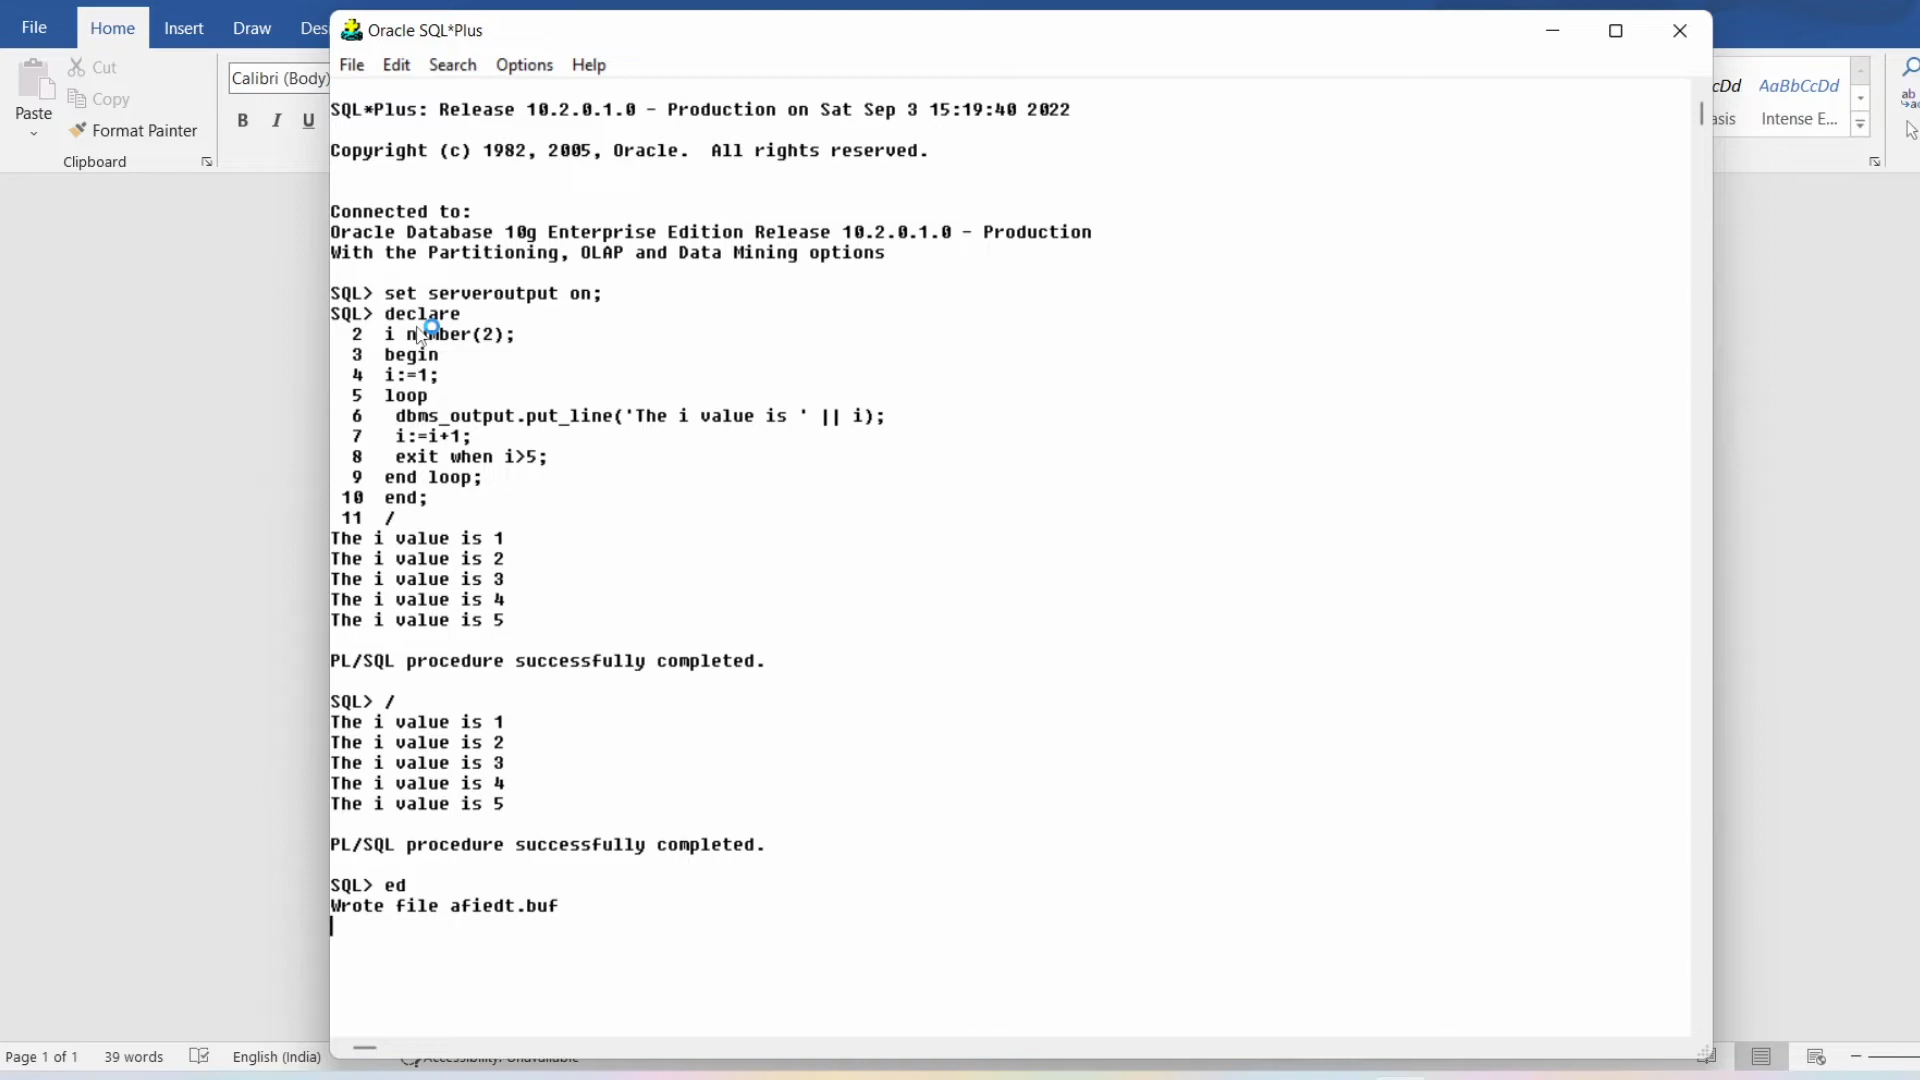 File Home Insert Draw Des
Cut
Copy
Paste
Format Painter
Clipboard
Calibri (Body)
B I U
Oracle SQL*Plus
File Edit Search Options Help
SQL*Plus: Release 10.2.0.1.0 - Production on Sat Sep 3 15:19:40 2022
Copyright (c) 1982, 2005, Oracle. All rights reserved.
Connected to:
Oracle Database 10g Enterprise Edition Release 10.2.0.1.0 - Production
With the Partitioning, OLAP and Data Mining options
SQL> set serveroutput on;
SQL> declare
2 i number(2);
3 begin
4 i:=1;
5 loop
6 dbms_output.put_line('The i value is ' || i);
7 i:=i+1;
8 exit when i>5;
9 end loop;
10 end;
11 /
The i value is 1
The i value is 2
The i value is 3
The i value is 4
The i value is 5
PL/SQL procedure successfully completed.
SQL> /
The i value is 1
The i value is 2
The i value is 3
The i value is 4
The i value is 5
PL/SQL procedure successfully completed.
SQL> ed
Wrote file afiedt.buf
cDd AaBbCcDd
asis Intense E...
Page 1 of 1 39 words English (India)